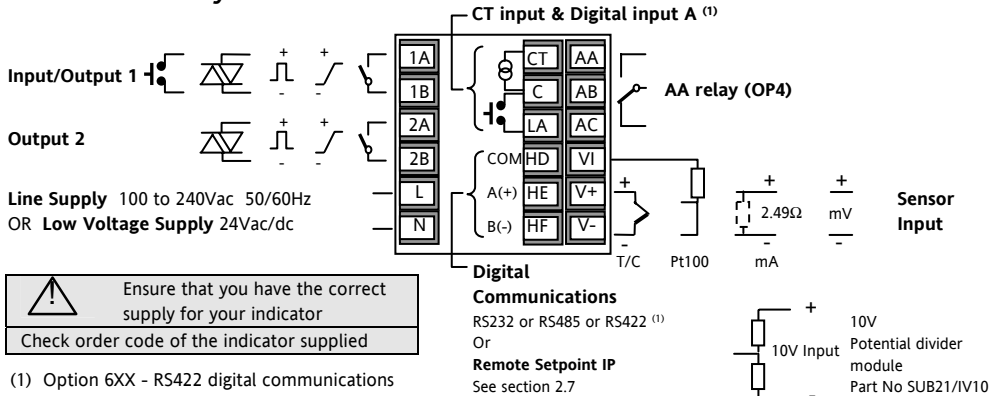 CT input & Digital input A (1)
Input/Output 1
+
-
+
-
1A
1B
CT
C
LA
AA
AB
AC
AA relay (OP4)
Output 2
+
-
+
-
2A
2B
Line Supply 100 to 240Vac 50/60Hz
OR Low Voltage Supply 24Vac/dc
L
N
COM
A(+)
B(-)
HD
HE
HF
VI
V+
V-
+
-
T/C
Pt100
+
2.49Ω
-
mA
+
mV
-
Sensor
Input
Ensure that you have the correct
supply for your indicator
Check order code of the indicator supplied
(1) Option 6XX - RS422 digital communications
Digital
Communications
RS232 or RS485 or RS422 (1)
Or
Remote Setpoint IP
See section 2.7
+
10V Input
10V
Potential divider
module
Part No SUB21/IV10